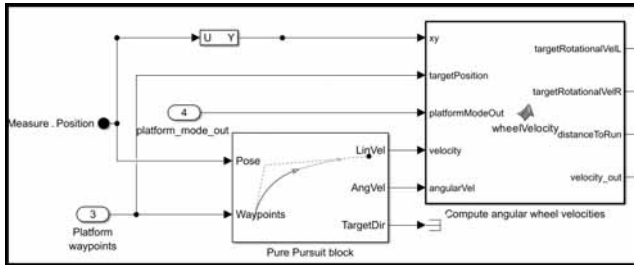 U Y
xy
targetRotationalVelL
targetPosition
4
targetRotationalVelR
platformModeOut
wheelVelocity
Measure . Position
platform_mode_out
distanceToRun
LinVel
velocity
Pose
velocity_out
AngVel
angularVel
3
Waypoints
TargetDir
Compute angular wheel velocities
Platform
waypoints
Pure Pursuit block